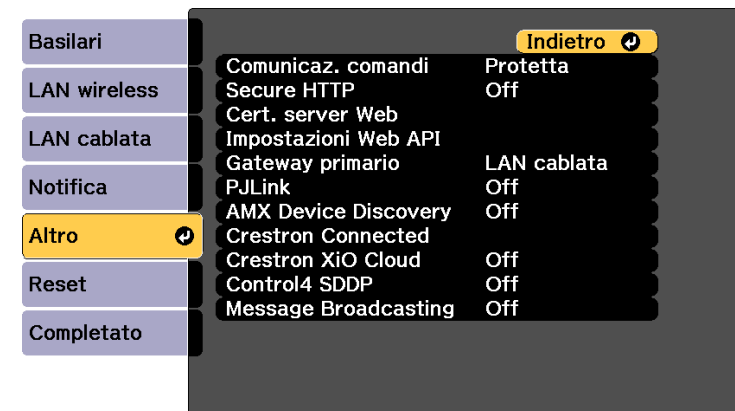 Basilari
LAN wireless
LAN cablata
Notifica
Altro
Reset
Completato
Indietro
Comunicaz. comandi Protetta
Secure HTTP Off
Cert. server Web
Impostazioni Web API
Gateway primario LAN cablata
PJLink Off
AMX Device Discovery Off
Crestron Connected
Crestron XiO Cloud Off
Control4 SDDP Off
Message Broadcasting Off